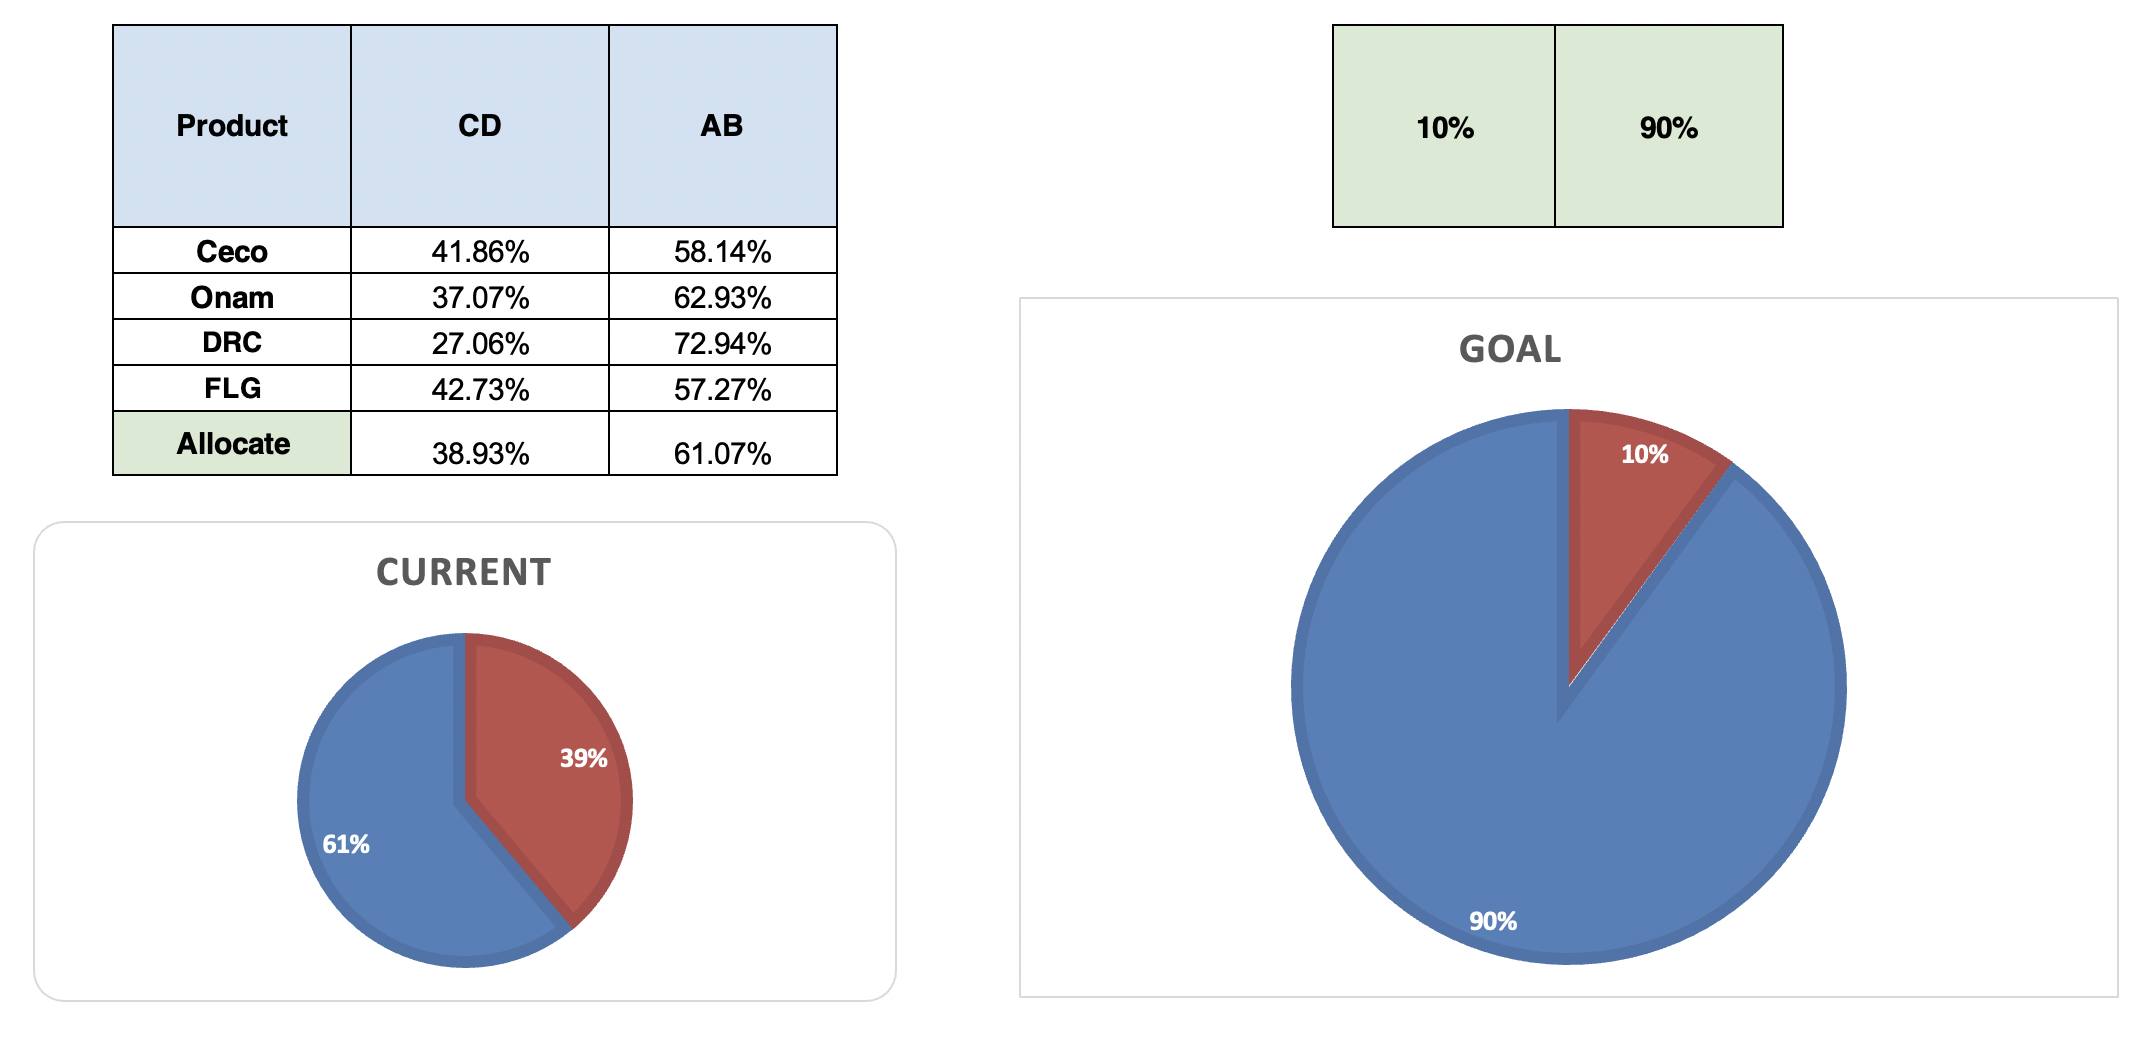 Product CD AB
Ceco 41.86% 58.14%
Onam 37.07% 62.93%
DRC 27.06% 72.94%
FLG 42.73% 57.27%
Allocate 38.93% 61.07%
10% 90%
CURRENT
39%
61%
GOAL
10%
90%